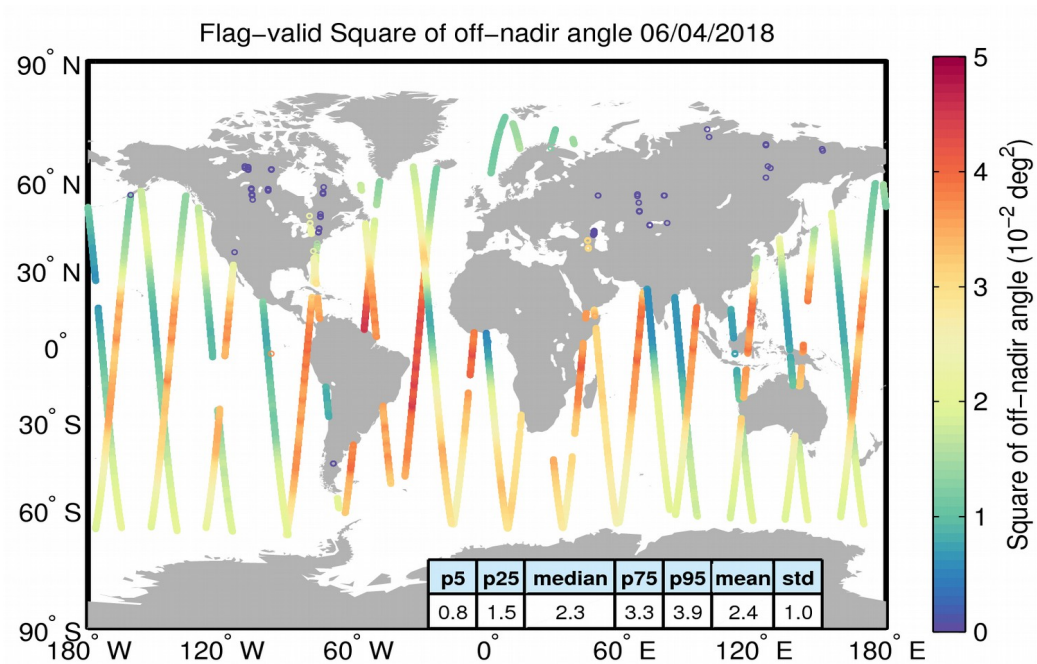 Flag−valid Square of off−nadir angle 06/04/2018
90° N
60° N
30° N
0°
30° S
60° S
90° S
180° W
120° W
60° W
0°
60° E
120° E
180° E
p5 p25 median p75 p95 mean std
0.8 1.5 2.3 3.3 3.9 2.4 1.0
5
4
3
2
1
0
Square of off−nadir angle (10⁻² deg²)